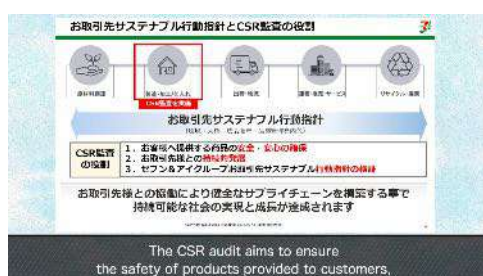 お取引先サステナブル行動指針とCSR監査の役割
CSR監査を実施
お取引先サステナブル行動指針
CSR監査
の役割
1. お客様へ提供する商品の安全・安心の確保
2. お取引先様との持続的発展
3. セブン&アイグループお取引先サステナブル行動指針の検証
お取引先様との協働により健全なサプライチェーンを構築する事で
持続可能な社会の実現と成長が達成されます
The CSR audit aims to ensure
the safety of products provided to customers,